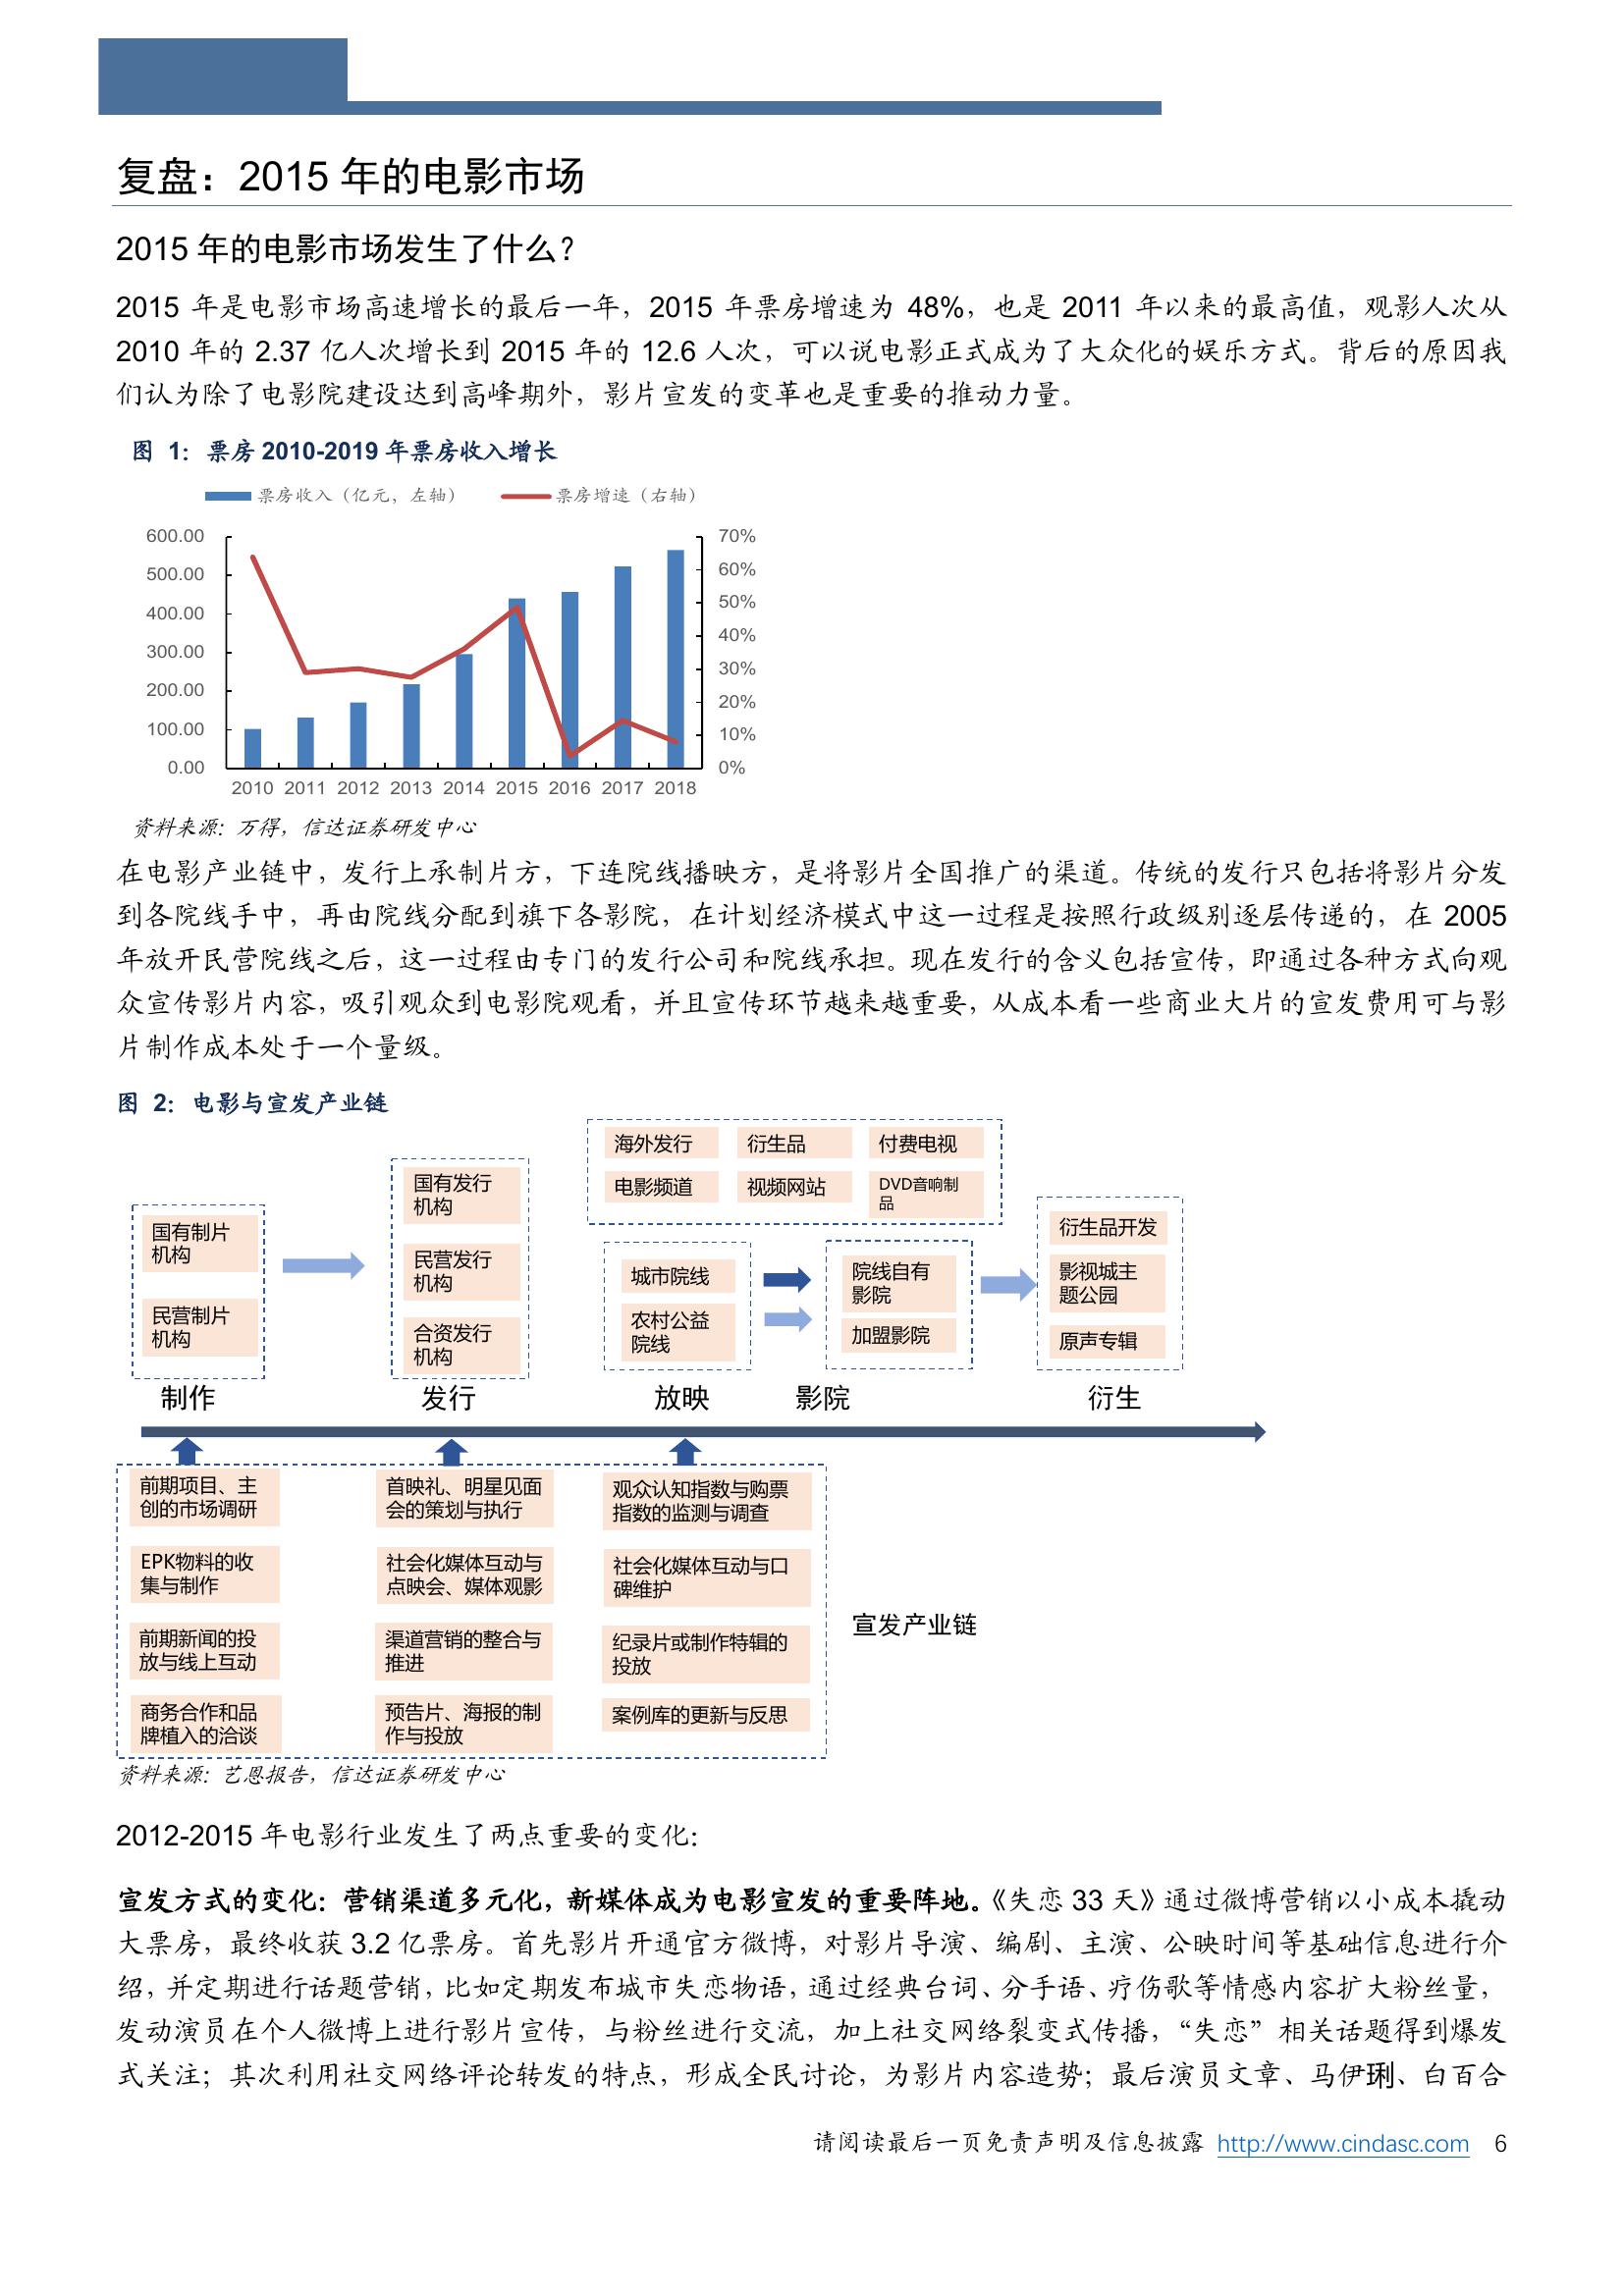 复盘：2015 年的电影市场
2015 年的电影市场发生了什么？
2015 年是电影市场高速增长的最后一年，2015 年票房增速为 48%，也是 2011 年以来的最高值，观影人次从
2010 年的 2.37 亿人次增长到 2015 年的 12.6 人次，可以说电影正式成为了大众化的娱乐方式。背后的原因我
们认为除了电影院建设达到高峰期外，影片宣发的变革也是重要的推动力量。
图 1：票房 2010-2019 年票房收入增长
票房收入（亿元，左轴） 票房增速（右轴）
600.00 70%
500.00 60%
400.00 50%
300.00 40%
200.00 30%
100.00 20%
0.00 10%
0%
2010 2011 2012 2013 2014 2015 2016 2017 2018
资料来源：万得，信达证券研发中心
在电影产业链中，发行上承制片方，下连院线播映方，是将影片全国推广的渠道。传统的发行只包括将影片分发
到各院线手中，再由院线分配到旗下各影院，在计划经济模式中这一过程是按照行政级别逐层传递的，在 2005
年放开民营院线之后，这一过程由专门的发行公司和院线承担。现在发行的含义包括宣传，即通过各种方式向观
众宣传影片内容，吸引观众到电影院观看，并且宣传环节越来越重要，从成本看一些商业大片的宣发费用可与影
片制作成本处于一个量级。
图 2：电影与宣发产业链
国有制片
机构
民营制片
机构
国有发行
机构
民营发行
机构
合资发行
机构
海外发行 衍生品 付费电视
电影频道 视频网站 DVD音响制
品
城市院线
农村公益
院线
院线自有
影院
加盟影院
衍生品开发
影视城主
题公园
原声专辑
制作 发行 放映 影院 衍生
前期项目、主
创的市场调研
EPK物料的收
集与制作
前期新闻的投
放与线上互动
商务合作和品
牌植入的洽谈
首映礼、明星见面
会的策划与执行
社会化媒体互动与
点映会、媒体观影
渠道营销的整合与
推进
预告片、海报的制
作与投放
观众认知指数与购票
指数的监测与调查
社会化媒体互动与口
碑维护
纪录片或制作特辑的
投放
案例库的更新与反思
宣发产业链
资料来源：艺恩报告，信达证券研发中心
2012-2015 年电影行业发生了两点重要的变化：
宣发方式的变化：营销渠道多元化，新媒体成为电影宣发的重要阵地。《失恋 33 天》通过微博营销以小成本撬动
大票房，最终收获 3.2 亿票房。首先影片开通官方微博，对影片导演、编剧、主演、公映时间等基础信息进行介
绍，并定期进行话题营销，比如定期发布城市失恋物语，通过经典台词、分手语、疗伤歌等情感内容扩大粉丝量，
发动演员在个人微博上进行影片宣传，与粉丝进行交流，加上社交网络裂变式传播，“失恋”相关话题得到爆发
式关注；其次利用社交网络评论转发的特点，形成全民讨论，为影片内容造势；最后演员文章、马伊琍、白百合
请阅读最后一页免责声明及信息披露 http://www.cindasc.com 6